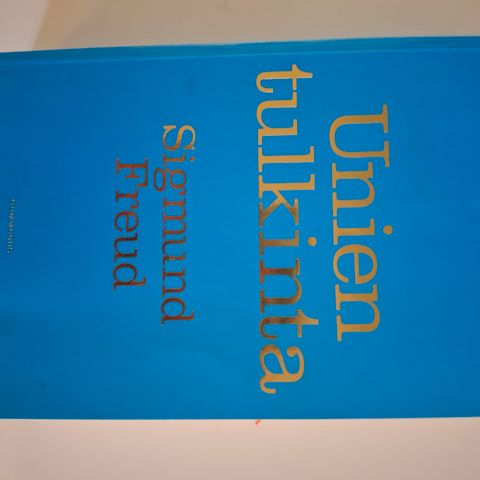 Unien
tulkinta
Sigmund
Freud